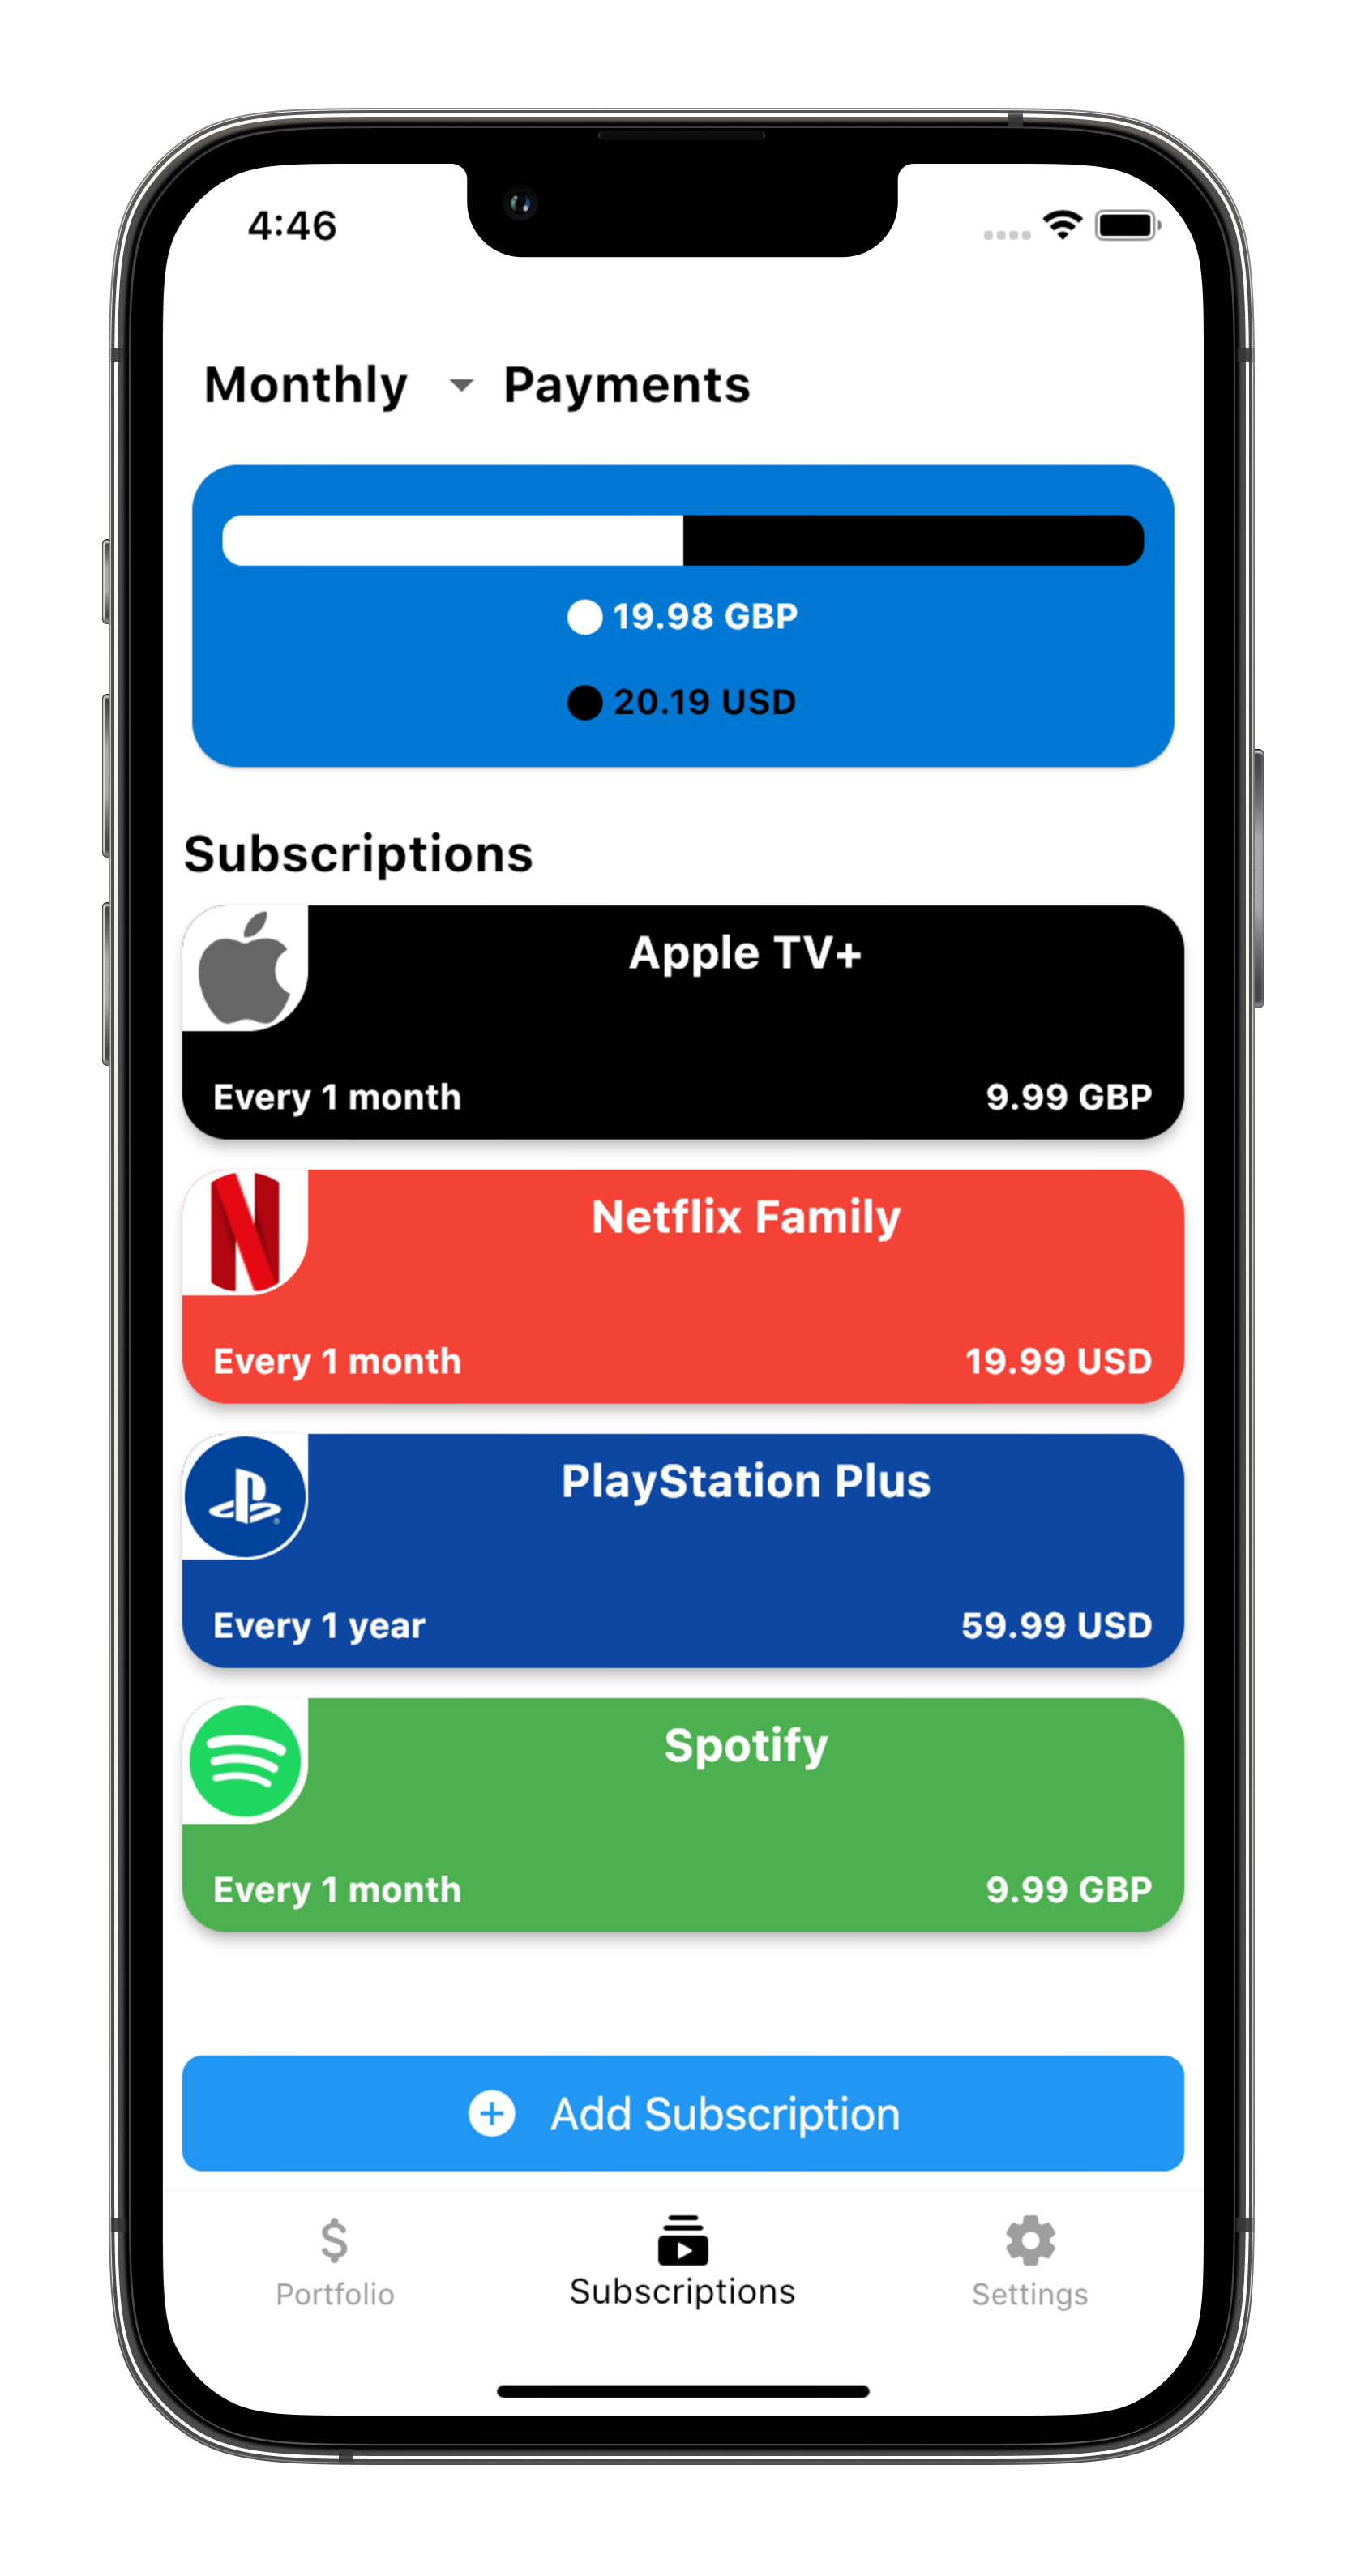 4:46
Monthly Payments
19.98 GBP
20.19 USD
Subscriptions
Apple TV+
Every 1 month 9.99 GBP
Netflix Family
Every 1 month 19.99 USD
PlayStation Plus
Every 1 year 59.99 USD
Spotify
Every 1 month 9.99 GBP
Add Subscription
Portfolio Subscriptions Settings